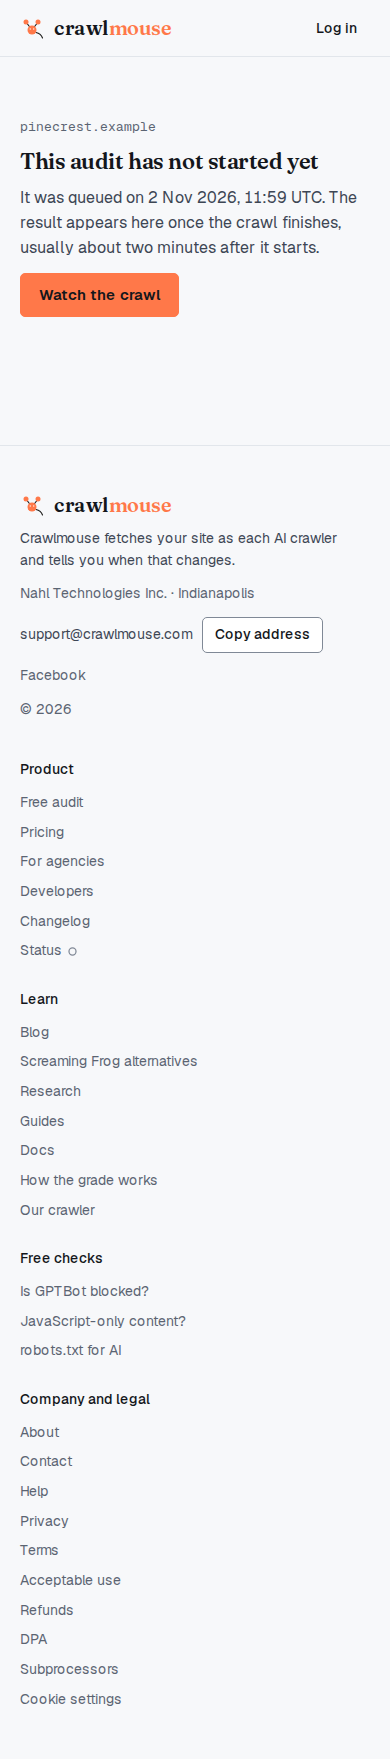 crawlmouse
Log in
pinecrest.example
This audit has not started yet
It was queued on 2 Nov 2026, 11:59 UTC. The
result appears here once the crawl finishes,
usually about two minutes after it starts.
Watch the crawl
crawlmouse
Crawlmouse fetches your site as each AI crawler
and tells you when that changes.
Nahl Technologies Inc. · Indianapolis
support@crawlmouse.com
Copy address
Facebook
© 2026
Product
Free audit
Pricing
For agencies
Developers
Changelog
Status
Learn
Blog
Screaming Frog alternatives
Research
Guides
Docs
How the grade works
Our crawler
Free checks
Is GPTBot blocked?
JavaScript-only content?
robots.txt for AI
Company and legal
About
Contact
Help
Privacy
Terms
Acceptable use
Refunds
DPA
Subprocessors
Cookie settings